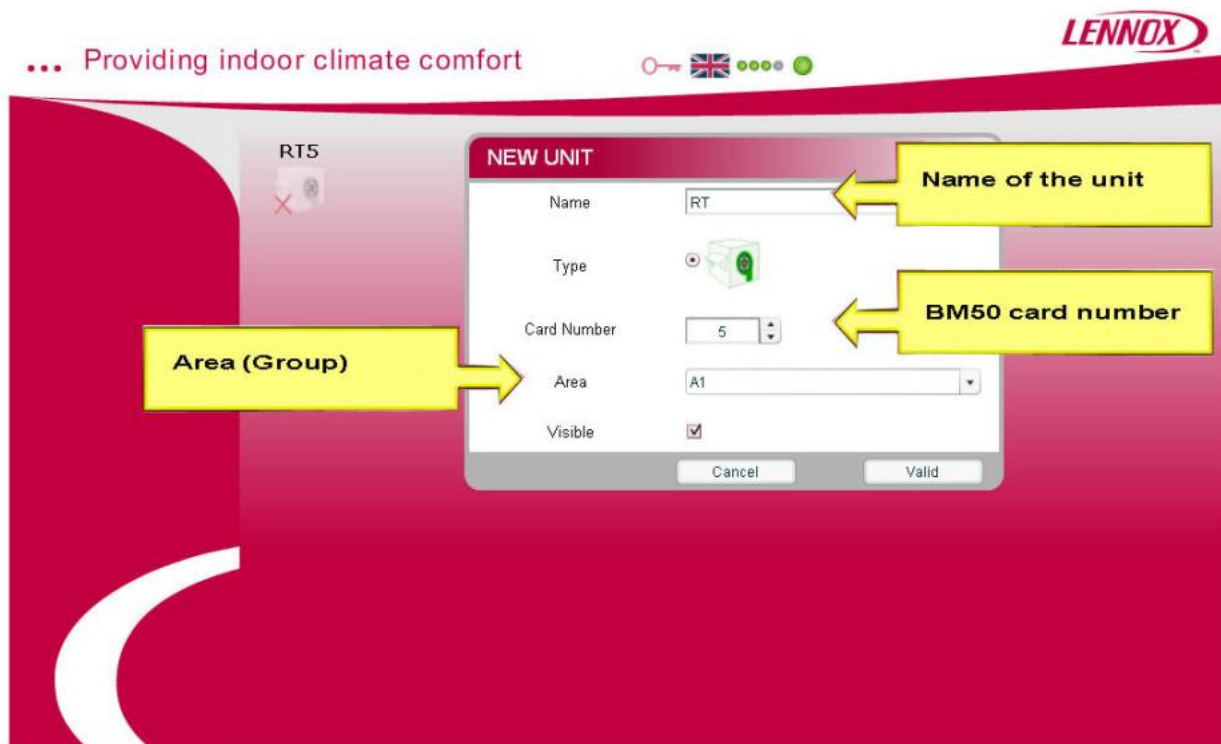 LENNOX
... Providing indoor climate comfort
RT5
NEW UNIT
Name of the unit
Name
RT
Type
BM50 card number
Card Number
5
Area (Group)
Area
A1
Visible
Cancel
Valid